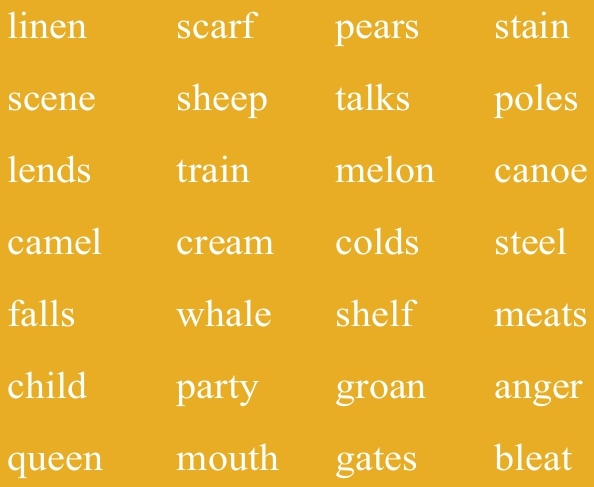 linen scarf pears stain
scene sheep talks poles
lends train melon canoe
camel cream colds steel
falls whale shelf meats
child party groan anger
queen mouth gates bleat